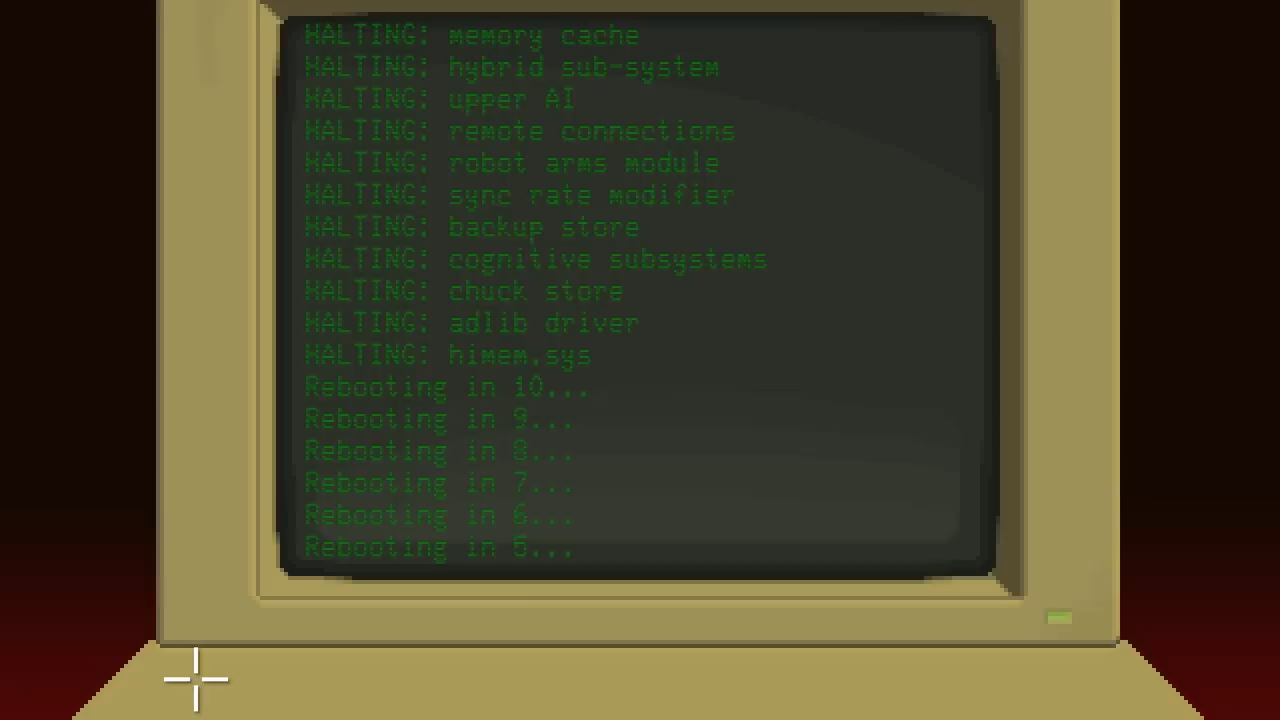 HALTING: memory cache
HALTING: hybrid sub-system
HALTING: upper AI
HALTING: remote connections
HALTING: robot arms module
HALTING: sync rate modifier
HALTING: backup store
HALTING: cognitive subsystems
HALTING: chuck store
HALTING: adlib driver
HALTING: himem.sys
Rebooting in 10...
Rebooting in 9...
Rebooting in 8...
Rebooting in 7...
Rebooting in 6...
Rebooting in 5...